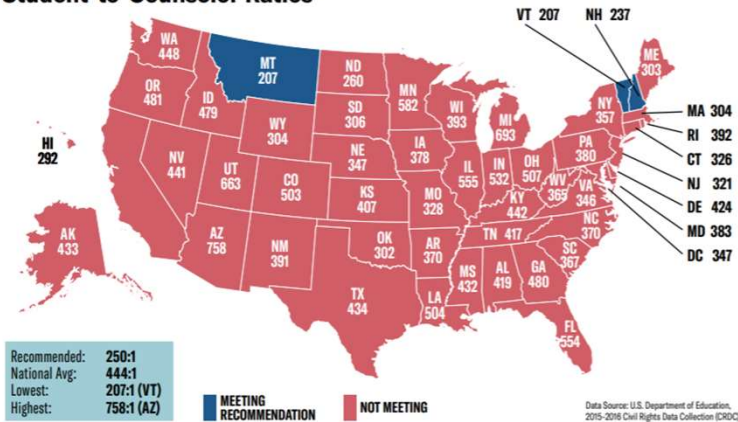 Student-to-Counselor Ratios
VT 207
NH 237
WA
448
MT
207
ND
260
MN
582
ME
303
OR
481
ID
479
SD
306
WI
393
MI
693
NY
357
MA 304
WY
304
RI 392
HI
292
NE
347
IA
378
PA
380
CT 326
NV
441
UT
663
CO
503
IL
555
IN
532
OH
507
NJ 321
KS
407
MO
328
KY
442
WV
365
VA
346
DE 424
MD 383
AK
433
AZ
758
NM
391
OK
302
AR
370
TN 417
NC
370
DC 347
SC
367
MS
432
AL
419
GA
480
TX
434
LA
504
FL
554
Recommended: 250:1
National Avg: 444:1
Lowest: 207:1 (VT)
Highest: 758:1 (AZ)
MEETING
RECOMMENDATION
NOT MEETING
Data Source: U.S. Department of Education,
2015-2016 Civil Rights Data Collection (CRDC)